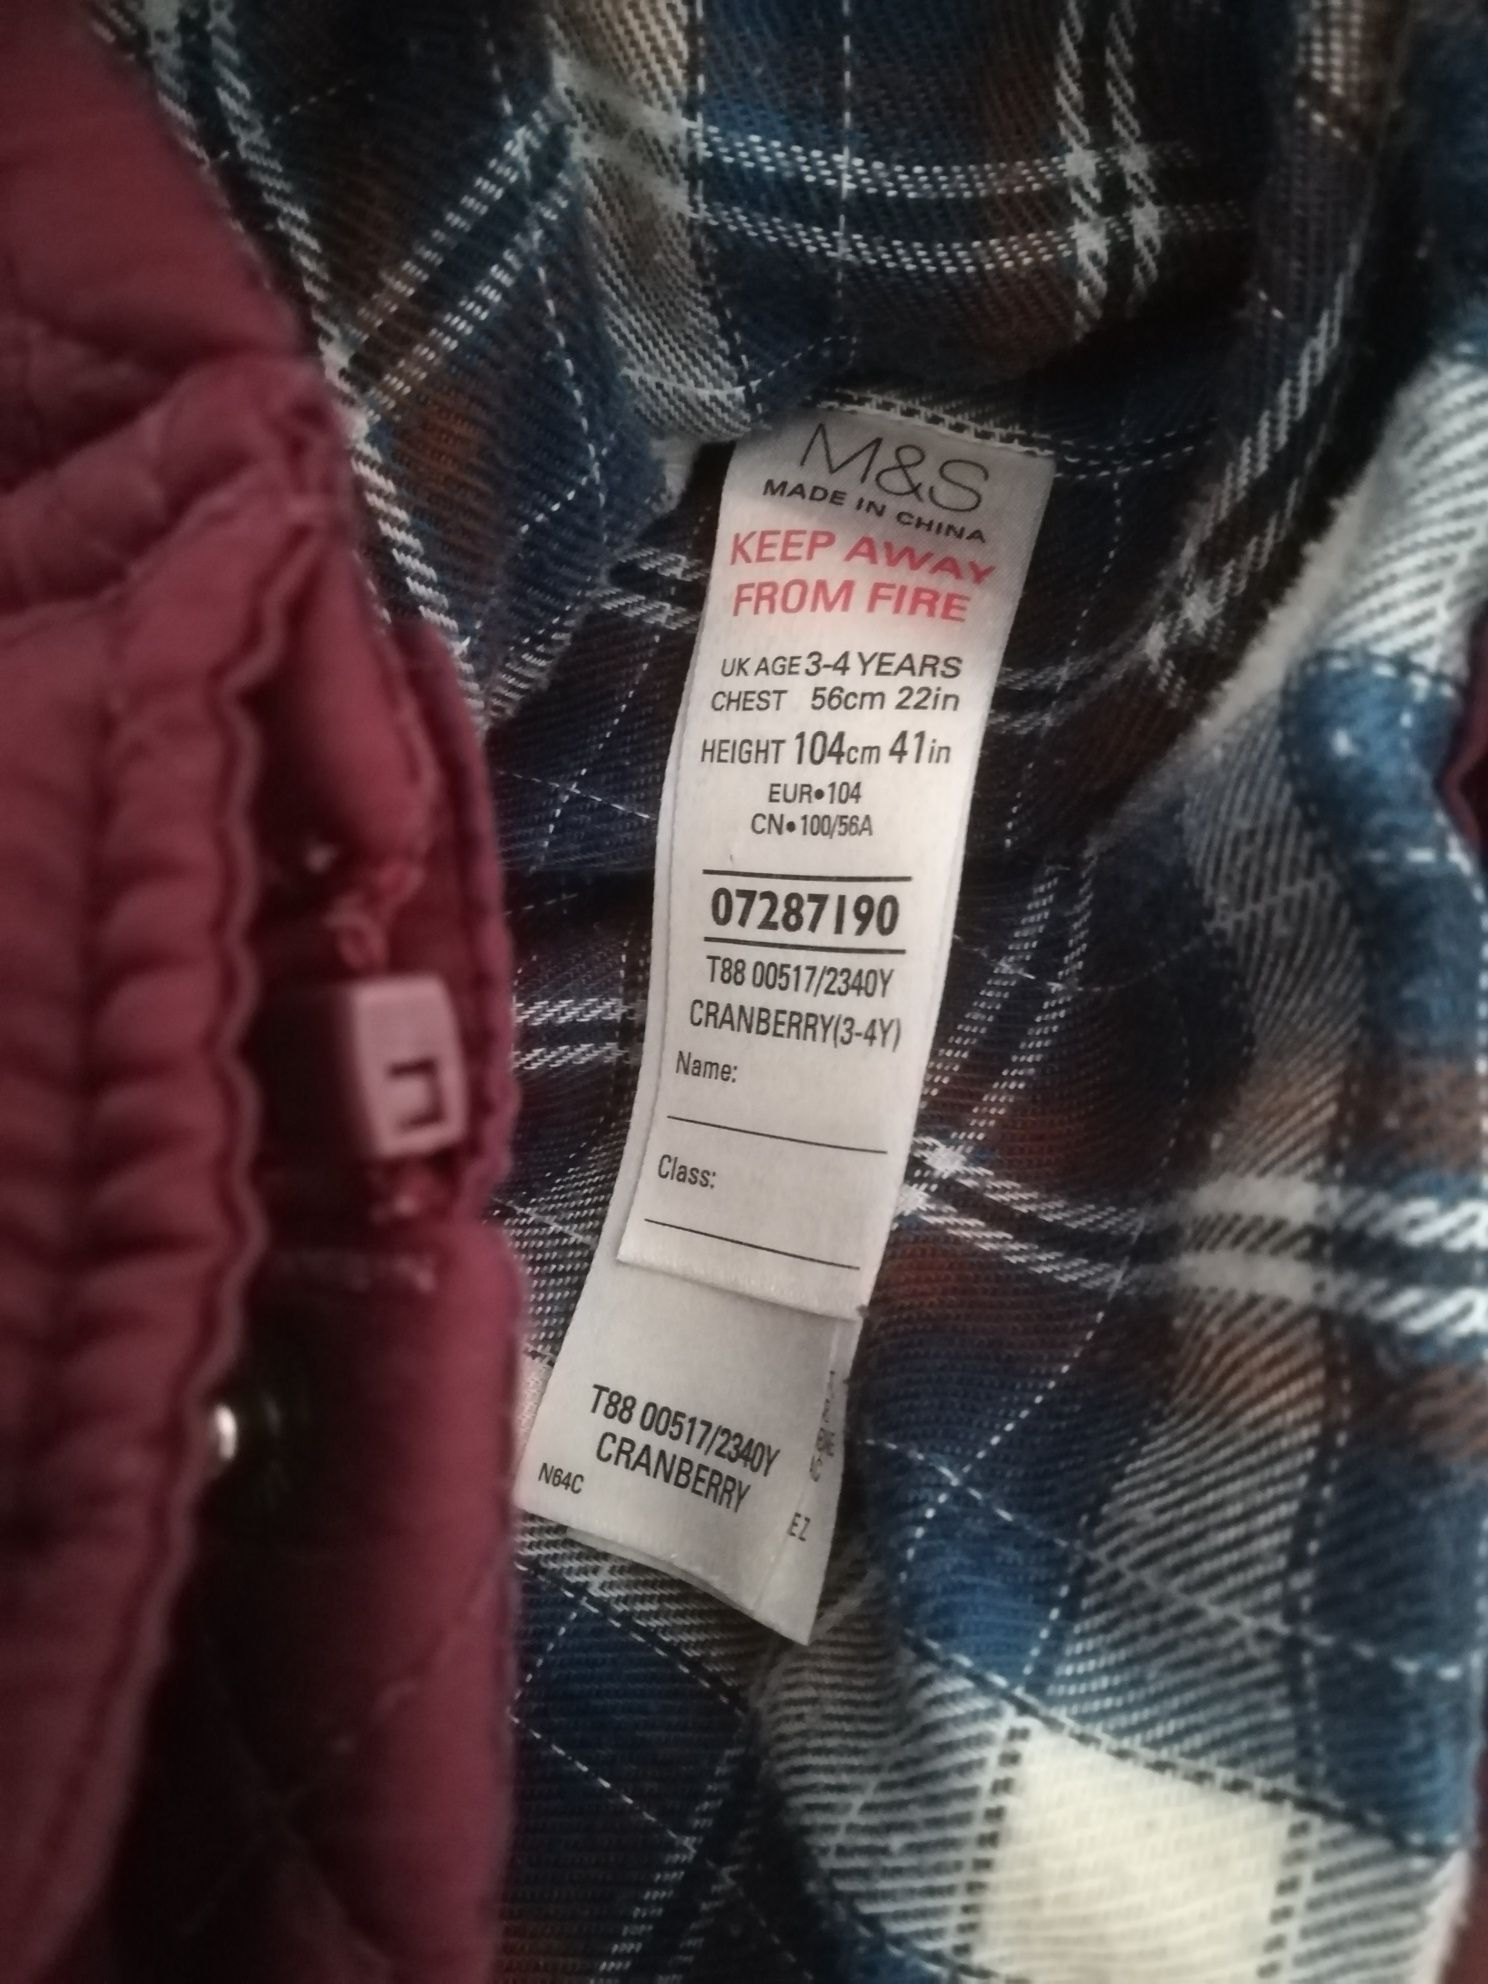 M&S
MADE IN CHINA
KEEP AWAY
FROM FIRE
UK AGE 3-4 YEARS
CHEST 56cm 22in
HEIGHT 104cm 41in
EUR•104
CN•100/56A
07287190
T88 00517/2340Y
CRANBERRY(3-4Y)
Name:
Class:
T88 00517/2340Y
CRANBERRY
N64C
EZ